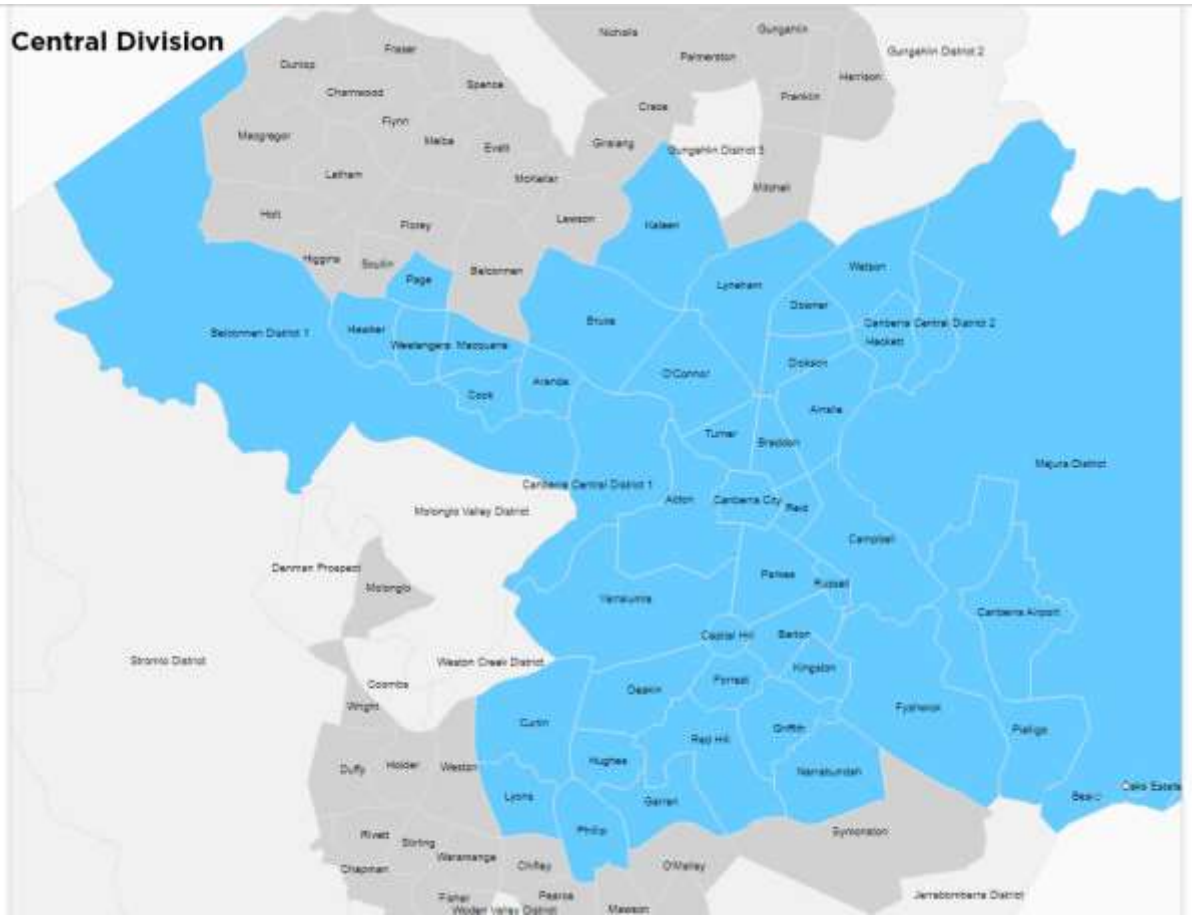 Central Division
Nicholls
Gungahlin
Gungahlin District 2
Fraser
Palmerston
Dunlop
Harrison
Spence
Charnwood
Franklin
Crace
Flynn
Macgregor
Melba
Evatt
Giralang
Gungahlin District 3
Latham
McKellar
Mitchell
Holt
Lawson
Florey
Kaleen
Higgins
Scullin
Belconnen
Watson
Page
Lyneham
Downer
Bruce
Canberra Central District 2
Belconnen District 1
Hawker
Hackett
Weetangera
Macquarie
Dickson
O'Connor
Aranda
Cook
Ainslie
Turner
Braddon
Majura District
Canberra Central District 1
Acton
Canberra City
Reid
Molonglo Valley District
Campbell
Denman Prospect
Molonglo
Parkes
Russell
Yarralumla
Canberra Airport
Capital Hill
Barton
Stromlo District
Weston Creek District
Kingston
Coombs
Forrest
Deakin
Wright
Fyshwick
Curtin
Griffith
Pialligo
Red Hill
Hughes
Duffy
Holder
Weston
Narrabundah
Lyons
Garran
Beard
Oaks Estate
Phillip
Symonston
Rivett
Stirling
Waramanga
Chapman
Chifley
O'Malley
Fisher
Pearce
Jerrabomberra District
Woden Valley District
Mawson